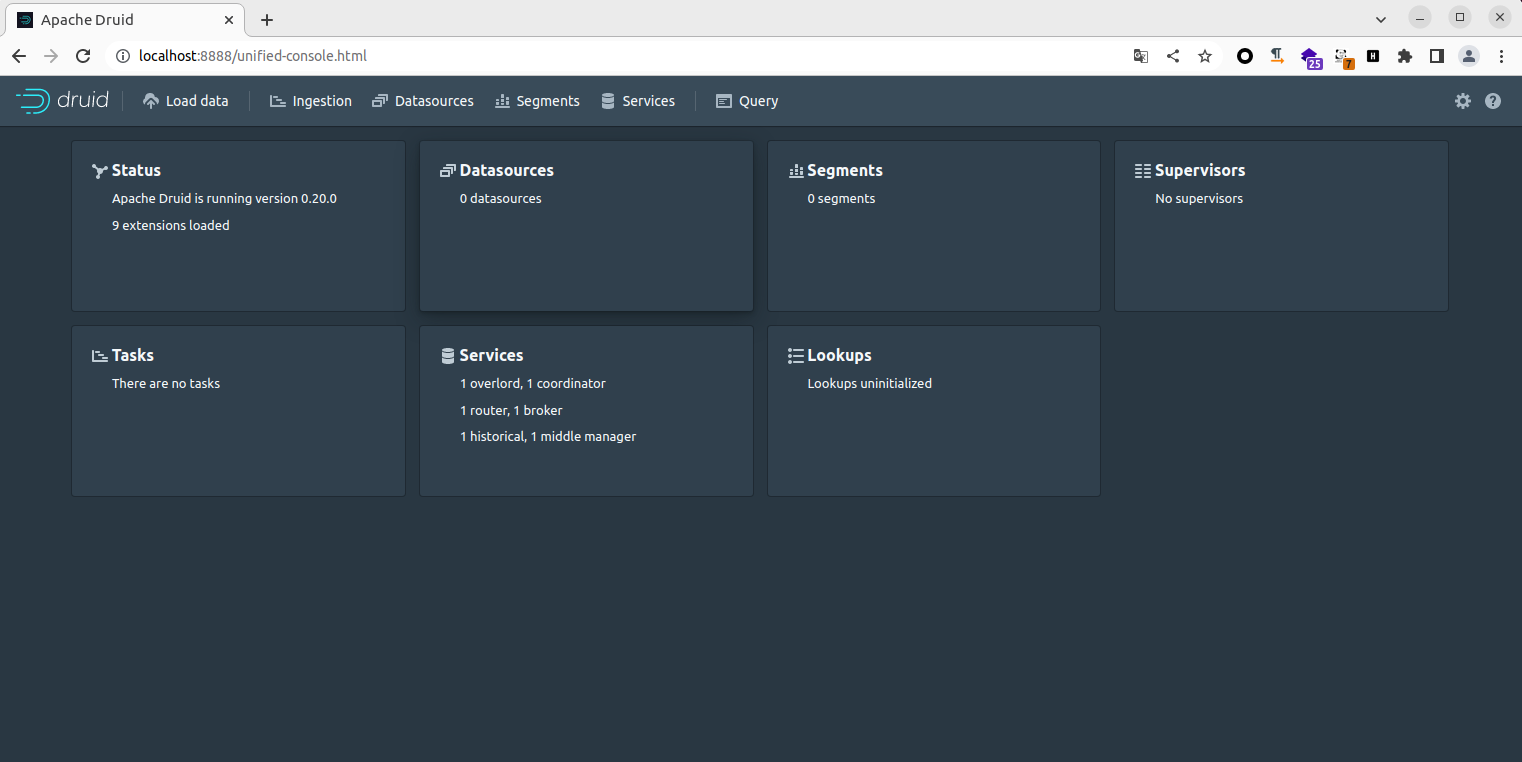 Apache Druid
localhost:8888/unified-console.html
25
7
H
druid
Load data
Ingestion
Datasources
Segments
Services
Query
Status
Apache Druid is running version 0.20.0
9 extensions loaded
Datasources
0 datasources
Segments
0 segments
Supervisors
No supervisors
Tasks
There are no tasks
Services
1 overlord, 1 coordinator
1 router, 1 broker
1 historical, 1 middle manager
Lookups
Lookups uninitialized